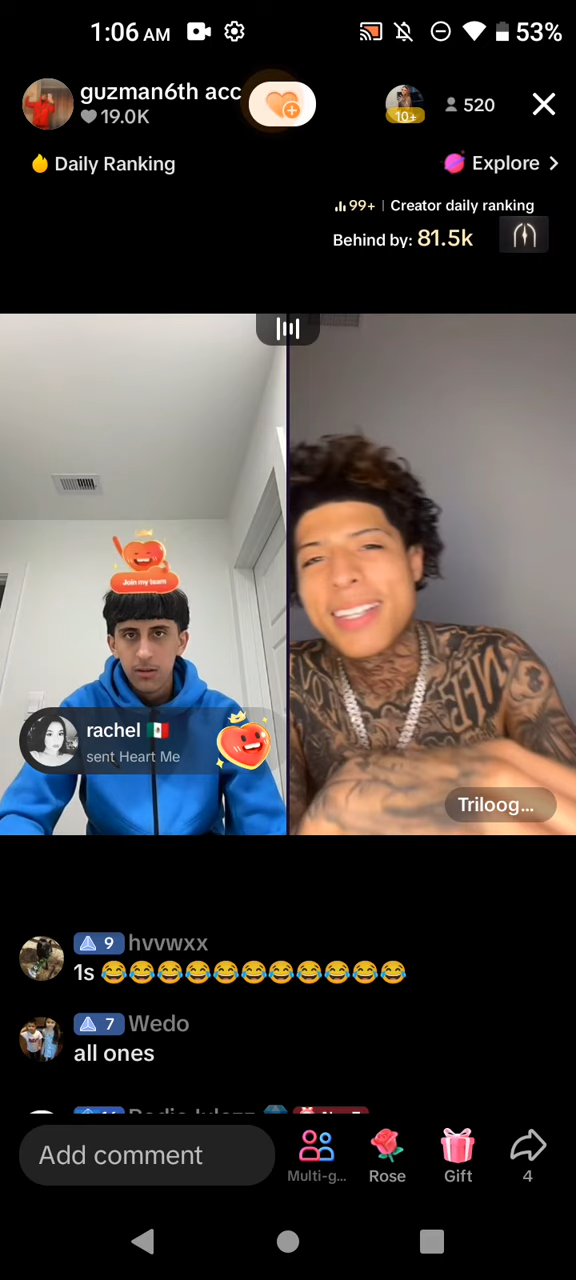 1:06 AM
53%
guzman6th acc
19.0K
10+
520
Daily Ranking
Explore
99+ | Creator daily ranking
Behind by: 81.5k
Join my team
rachel 🇲🇽
sent Heart Me
Triloog...
9 hvvwxx
1s 😂😂😂😂😂😂😂😂😂😂😂
7 Wedo
all ones
Add comment
Multi-g...
Rose
Gift
4